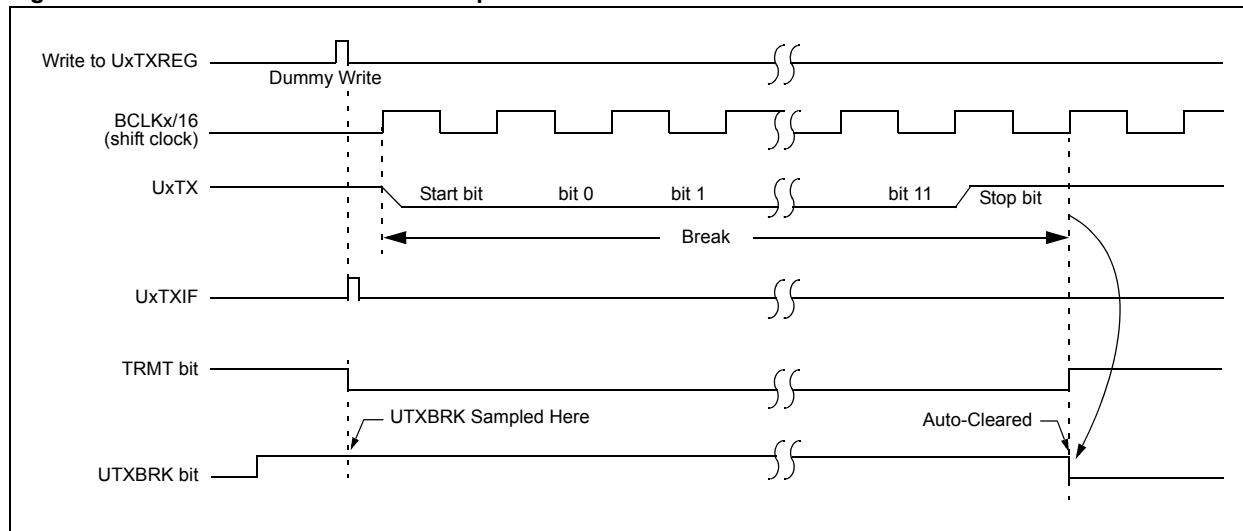 Write to UxTXREG
Dummy Write
BCLKx/16
(shift clock)
UxTX
Start bit
bit 0
bit 1
bit 11
Stop bit
Break
UxTXIF
TRMT bit
UTXBRK Sampled Here
Auto-Cleared
UTXBRK bit